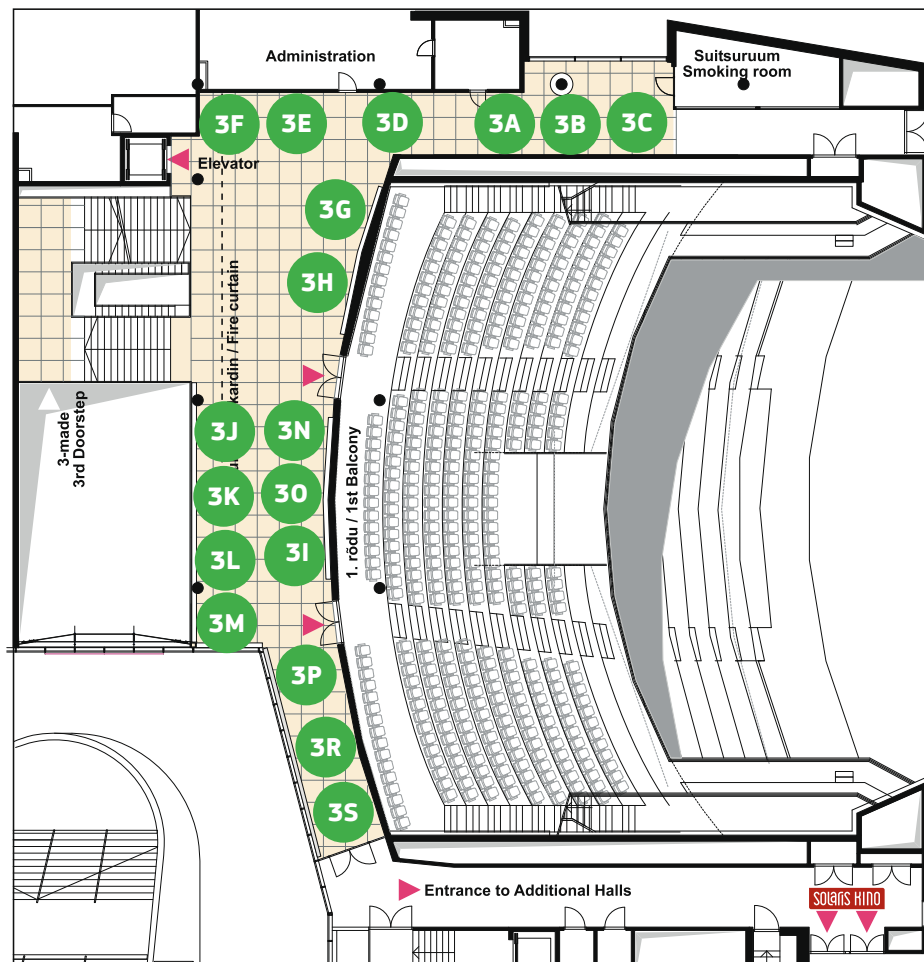 Administration
Suitsuruum
Smoking room
3F
3E
3D
3A
3B
3C
Elevator
3G
3H
kardin / Fire curtain
3-made
3rd Doorstep
3J
3N
3K
3O
3L
3I
3M
1. rõdu / 1st Balcony
3P
3R
3S
Entrance to Additional Halls
SOLARIS KINO